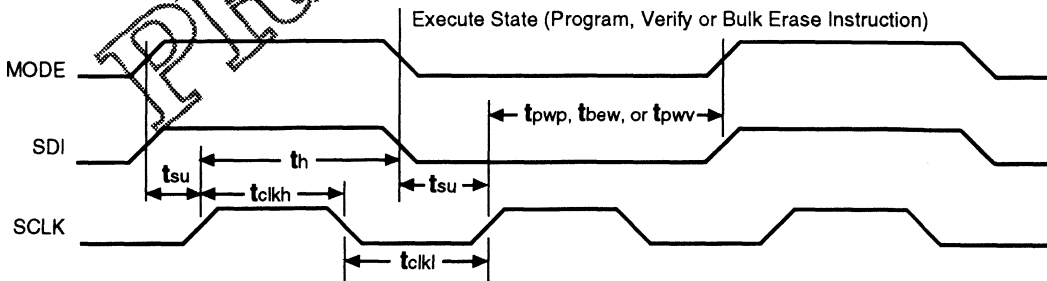 Execute State (Program, Verify or Bulk Erase Instruction)
MODE
tpwp, tbew, or tpwv
SDI
tsu
th
tsu
tclkh
SCLK
tclkl